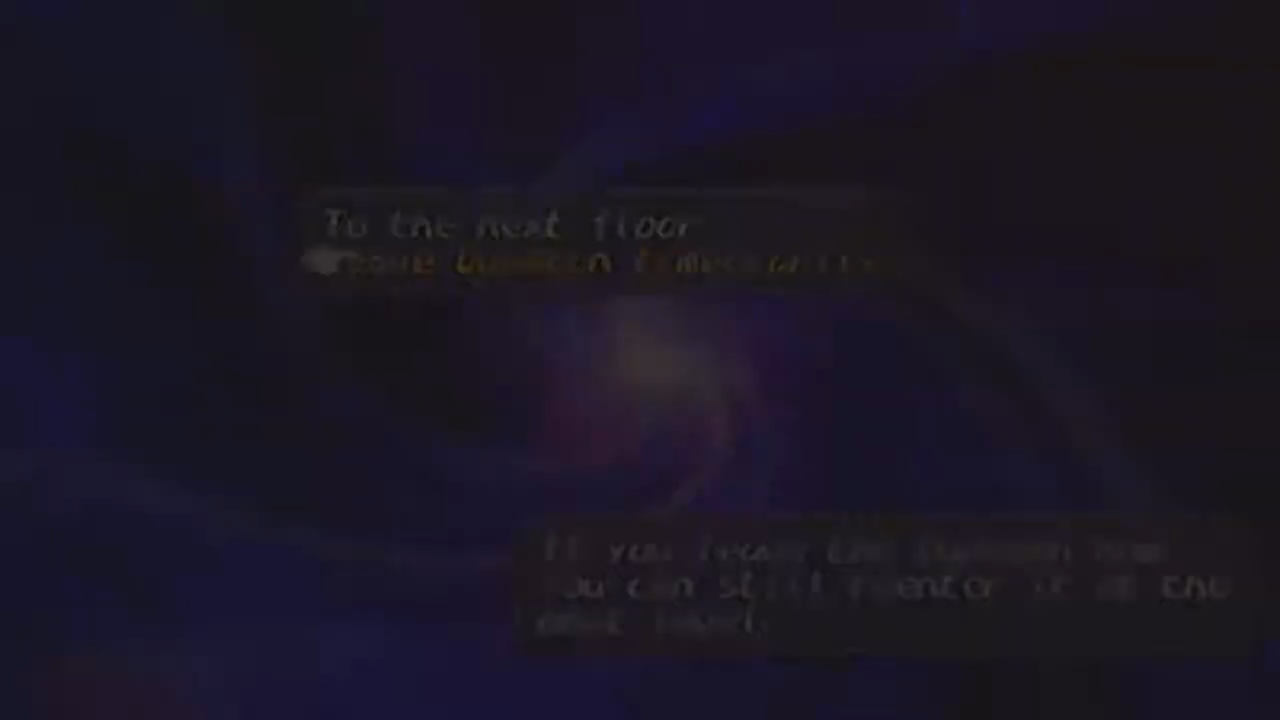 To the next floor
Dungeon
If you leave the Dungeon now
you can still reenter it at the
next level.